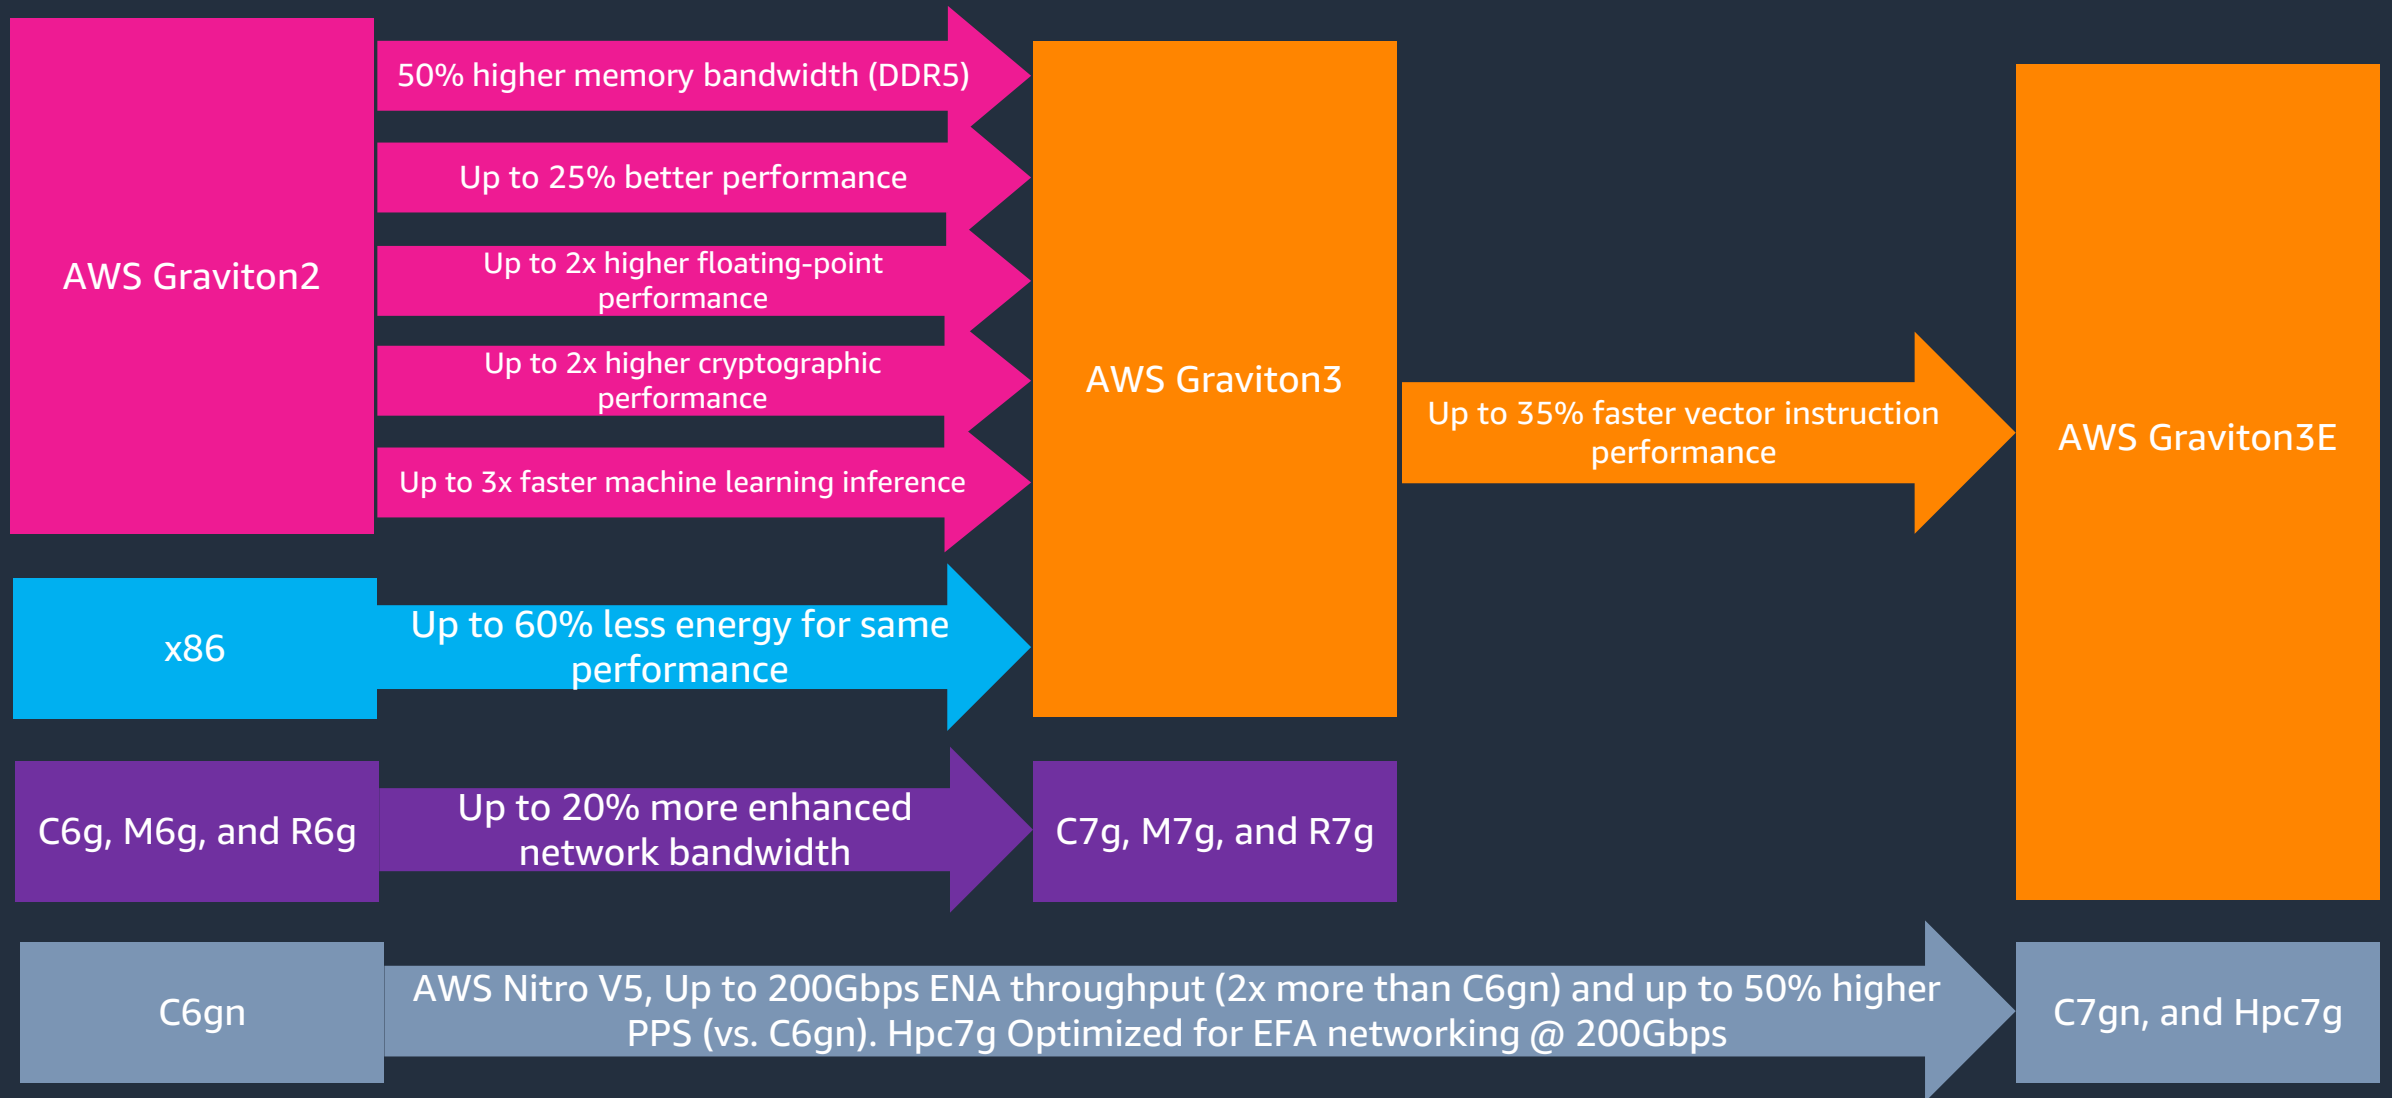 50% higher memory bandwidth (DDR5)
Up to 25% better performance
AWS Graviton2
Up to 2x higher floating-point
performance
Up to 2x higher cryptographic
performance
Up to 3x faster machine learning inference
AWS Graviton3
Up to 35% faster vector instruction
performance
AWS Graviton3E
x86
Up to 60% less energy for same
performance
C6g, M6g, and R6g
Up to 20% more enhanced
network bandwidth
C7g, M7g, and R7g
C6gn
AWS Nitro V5, Up to 200Gbps ENA throughput (2x more than C6gn) and up to 50% higher
PPS (vs. C6gn). Hpc7g Optimized for EFA networking @ 200Gbps
C7gn, and Hpc7g